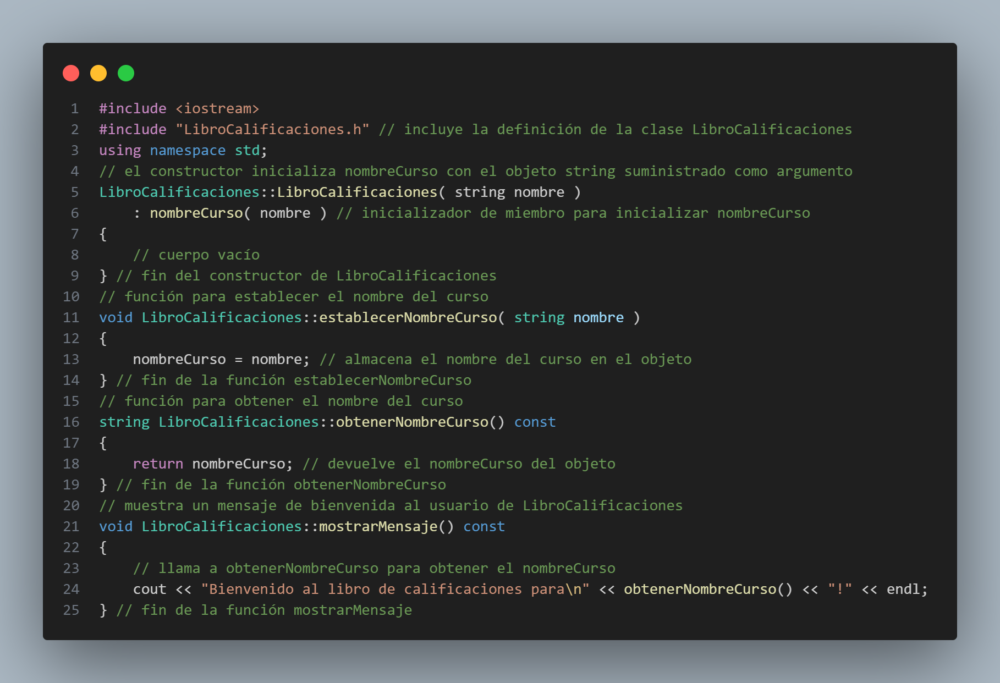 1 #include <iostream>
2 #include "LibroCalificaciones.h" // incluye la definición de la clase LibroCalificaciones
3 using namespace std;
4 // el constructor inicializa nombreCurso con el objeto string suministrado como argumento
5 LibroCalificaciones::LibroCalificaciones( string nombre )
6     : nombreCurso( nombre ) // inicializador de miembro para inicializar nombreCurso
7 {
8     // cuerpo vacío
9 } // fin del constructor de LibroCalificaciones
10 // función para establecer el nombre del curso
11 void LibroCalificaciones::establecerNombreCurso( string nombre )
12 {
13     nombreCurso = nombre; // almacena el nombre del curso en el objeto
14 } // fin de la función establecerNombreCurso
15 // función para obtener el nombre del curso
16 string LibroCalificaciones::obtenerNombreCurso() const
17 {
18     return nombreCurso; // devuelve el nombreCurso del objeto
19 } // fin de la función obtenerNombreCurso
20 // muestra un mensaje de bienvenida al usuario de LibroCalificaciones
21 void LibroCalificaciones::mostrarMensaje() const
22 {
23     // llama a obtenerNombreCurso para obtener el nombreCurso
24     cout << "Bienvenido al libro de calificaciones para\n" << obtenerNombreCurso() << "!" << endl;
25 } // fin de la función mostrarMensaje